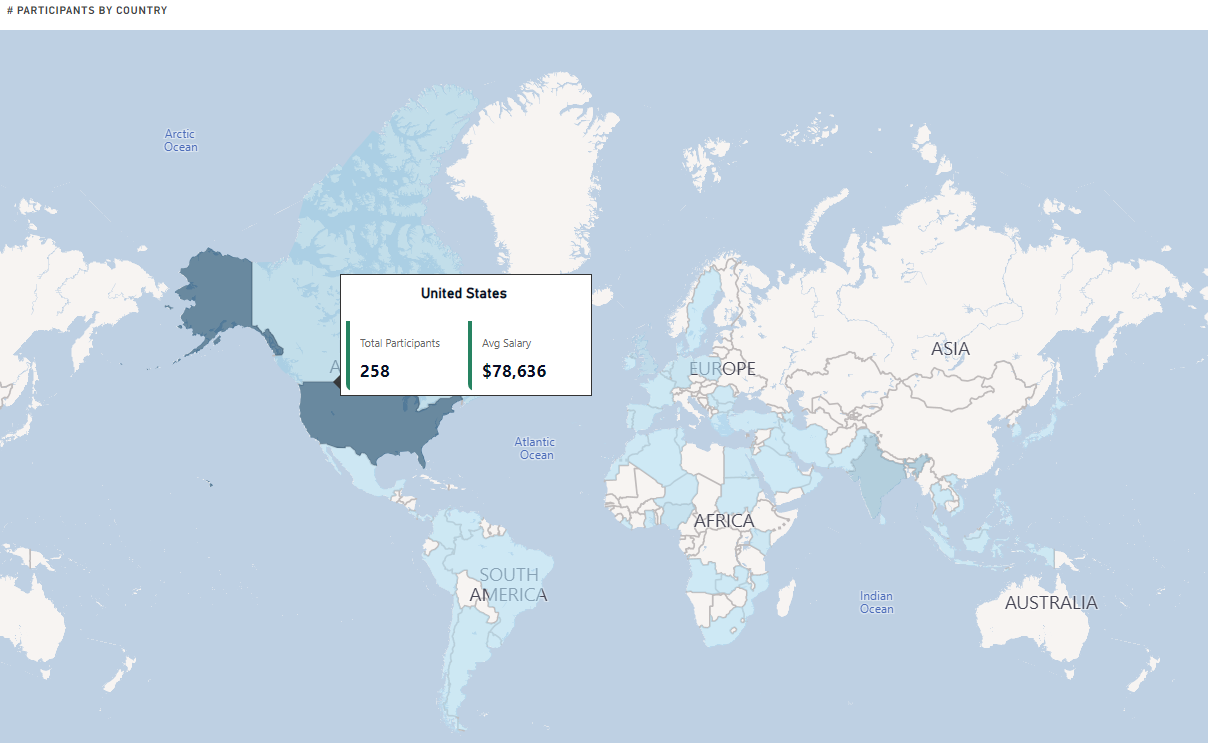 # PARTICIPANTS BY COUNTRY
Arctic
Ocean
United States
Total Participants
258
Avg Salary
$78,636
A
EUROPE
ASIA
Atlantic
Ocean
AFRICA
SOUTH
AMERICA
Indian
Ocean
AUSTRALIA